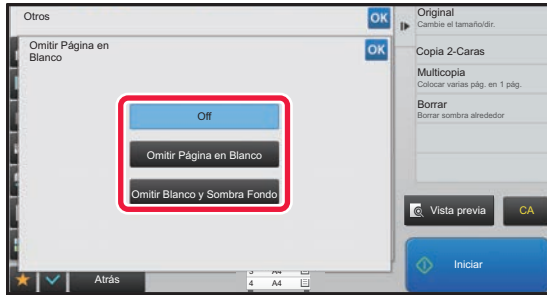 Otros
OK
Omitir Página en
Blanco
OK
Off
Omitir Página en Blanco
Omitir Blanco y Sombra Fondo
Atrás
A4
4 A4
Original
Cambie el tamaño/dir.
Copia 2-Caras
Multicopia
Colocar varias pág. en 1 pág.
Borrar
Borrar sombra alrededor
Vista previa
CA
Iniciar